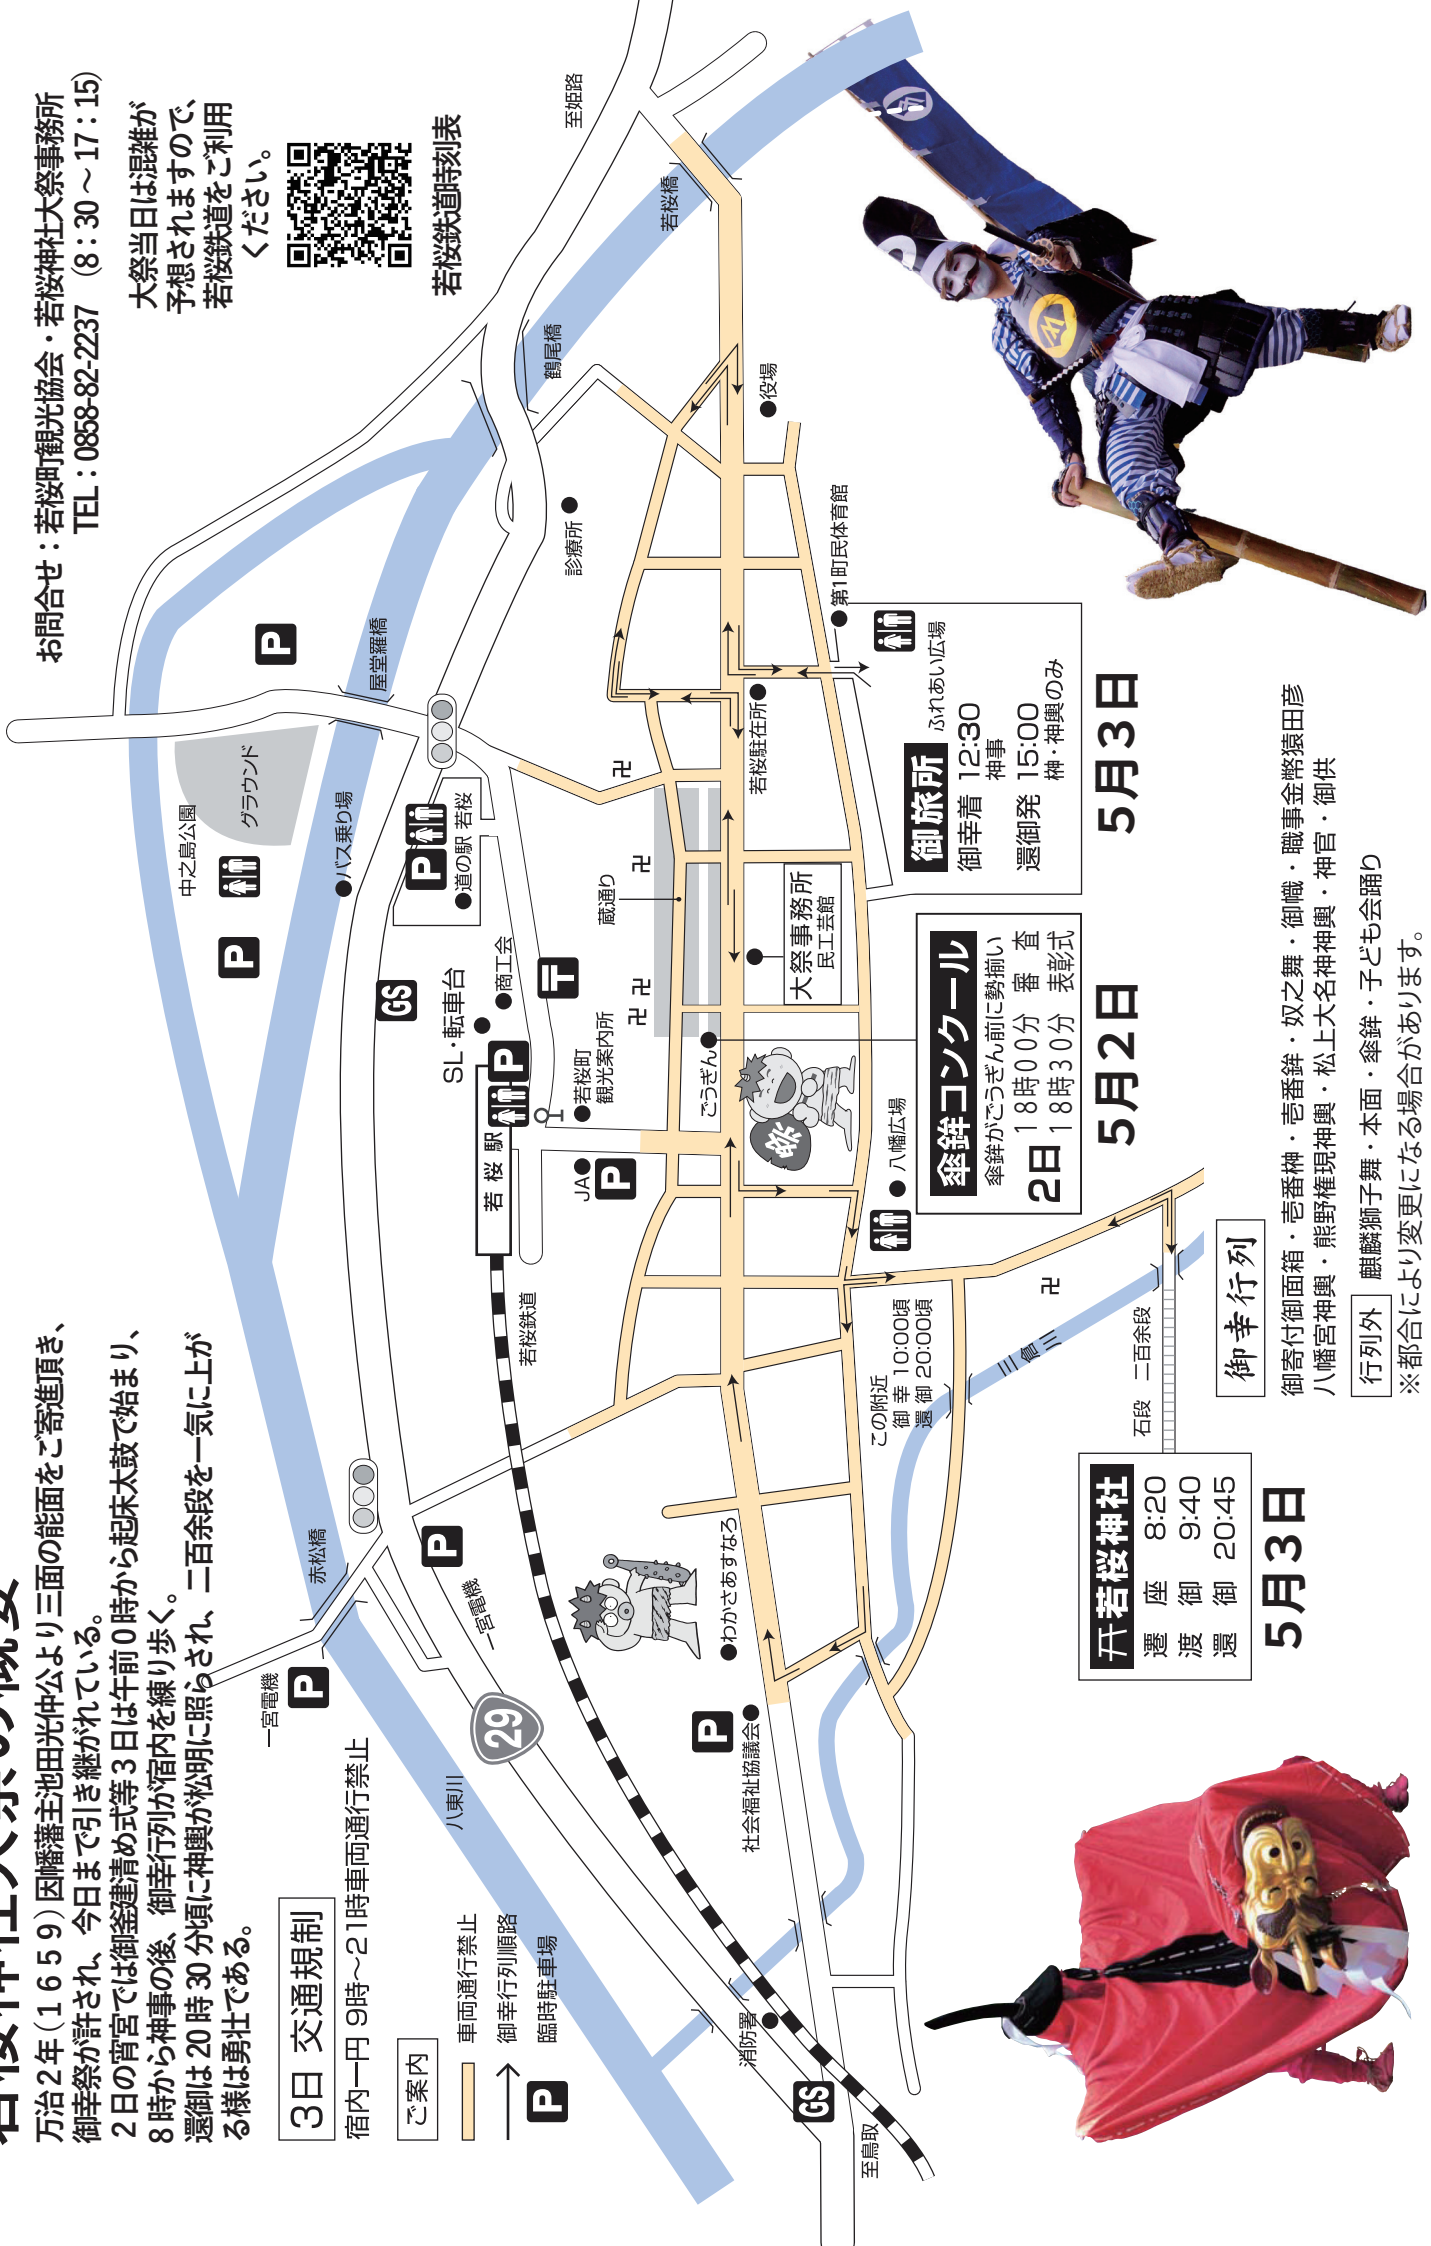 万治２年(１６５９)因幡藩主池田光仲公より三面の能面をご寄進頂き、
御幸祭が許され、今日まで引き継がれている。
２日の宵宮では御釜建清め式等３日は午前０時から起床太鼓で始まり、
８時から神事の後、御幸行列が宿内を練り歩く。
還御は20時30分頃に神輿が松明に照らされ、二百余段を一気に上が
る様は勇壮である。
お問合せ：若桜町観光協会・若桜神社大祭事務所
TEL：0858-82-2237 （8：30～17：15）
大祭当日は混雑が
予想されますので、
若桜鉄道をご利用
ください。
若桜鉄道時刻表
3日 交通規制
宿内一円 9時～21時車両通行禁止
ご案内
車両通行禁止
御幸行列順路
P 臨時駐車場
一宮電機
P
赤松橋
八東川
29
P
一宮電機
中之島公園
グラウンド
P
P
屋堂羅橋
バス乗り場
GS
P
道の駅 若桜
SL・転車台
商工会
〒
若桜駅
P
若桜町
観光案内所
若桜鉄道
JA
P
診療所
鶴尾橋
至姫路
若桜橋
役場
第1町民体育館
蔵通り
卍
卍
卍
卍
若桜駐在所
ごうぎん
桜
大祭事務所
民工芸館
わかさあすなろ
P
社会福祉協議会
消防署
GS
至鳥取
八幡広場
この附近
御幸 10:00頃
還御 20:00頃
三倉川
卍
石段 二百余段
ふれあい広場
御旅所
御幸着 12:30
神事
還御発 15:00
榊・神輿のみ
5月3日
傘鉾コンクール
傘鉾がごうぎん前に勢揃い
2日
１８時００分 審 査
１８時３０分 表彰式
5月2日
若桜神社
遷 座 8:20
渡 御 9:40
還 御 20:45
5月3日
御幸行列
御寄付御面箱・壱番榊・壱番鉾・奴之舞・御幟・職事金幣猿田彦
八幡宮神輿・熊野権現神輿・松上大名神神輿・神官・御供
行列外 麒麟獅子舞・本面・傘鉾・子ども会踊り
※都合により変更になる場合があります。